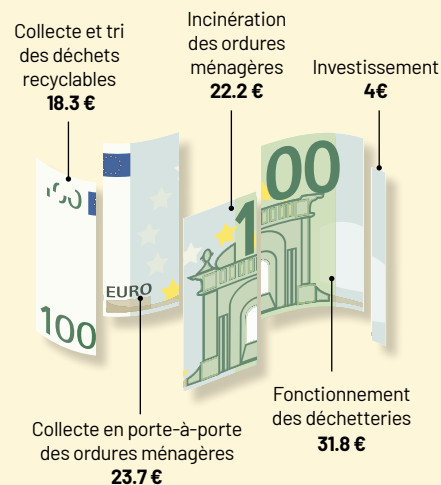 Collecte et tri
des déchets
recyclables
18.3 €
Incinération
des ordures
ménagères
22.2 €
Investissement
4€
100
EURO
100
100
Collecte en porte-à-porte
des ordures ménagères
23.7 €
Fonctionnement
des déchetteries
31.8 €